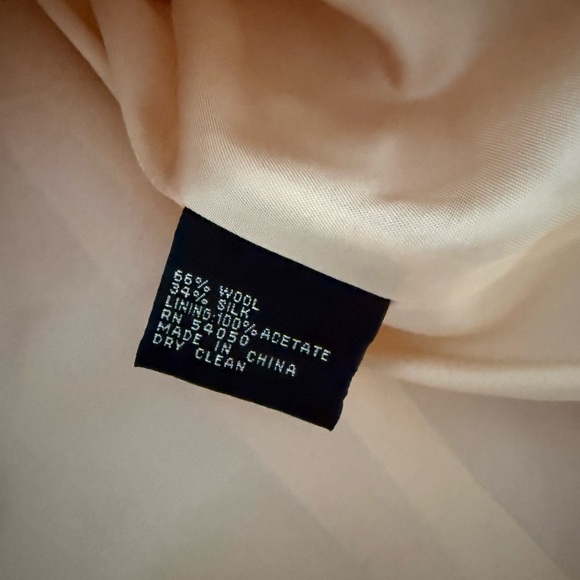 66% WOOL
34% SILK
LINING:100% ACETATE
RN 54050
MADE IN CHINA
DRY CLEAN